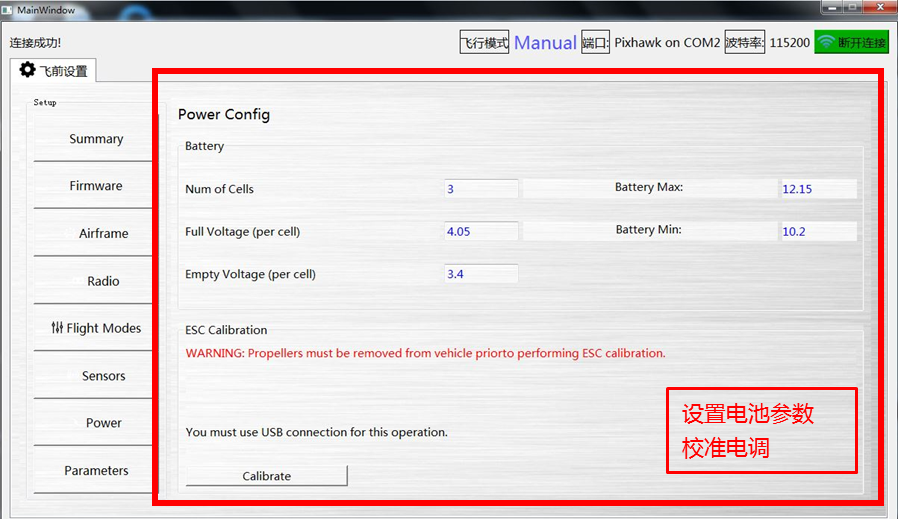 MainWindow
连接成功!
飞行模式 Manual 端口: Pixhawk on COM2 波特率: 115200 断开连接
飞前设置
Setup
Summary
Firmware
Airframe
Radio
Flight Modes
Sensors
Power
Parameters
Power Config
Battery
Num of Cells 3 Battery Max: 12.15
Full Voltage (per cell) 4.05 Battery Min: 10.2
Empty Voltage (per cell) 3.4
ESC Calibration
WARNING: Propellers must be removed from vehicle priorto performing ESC calibration.
You must use USB connection for this operation.
Calibrate
设置电池参数
校准电调